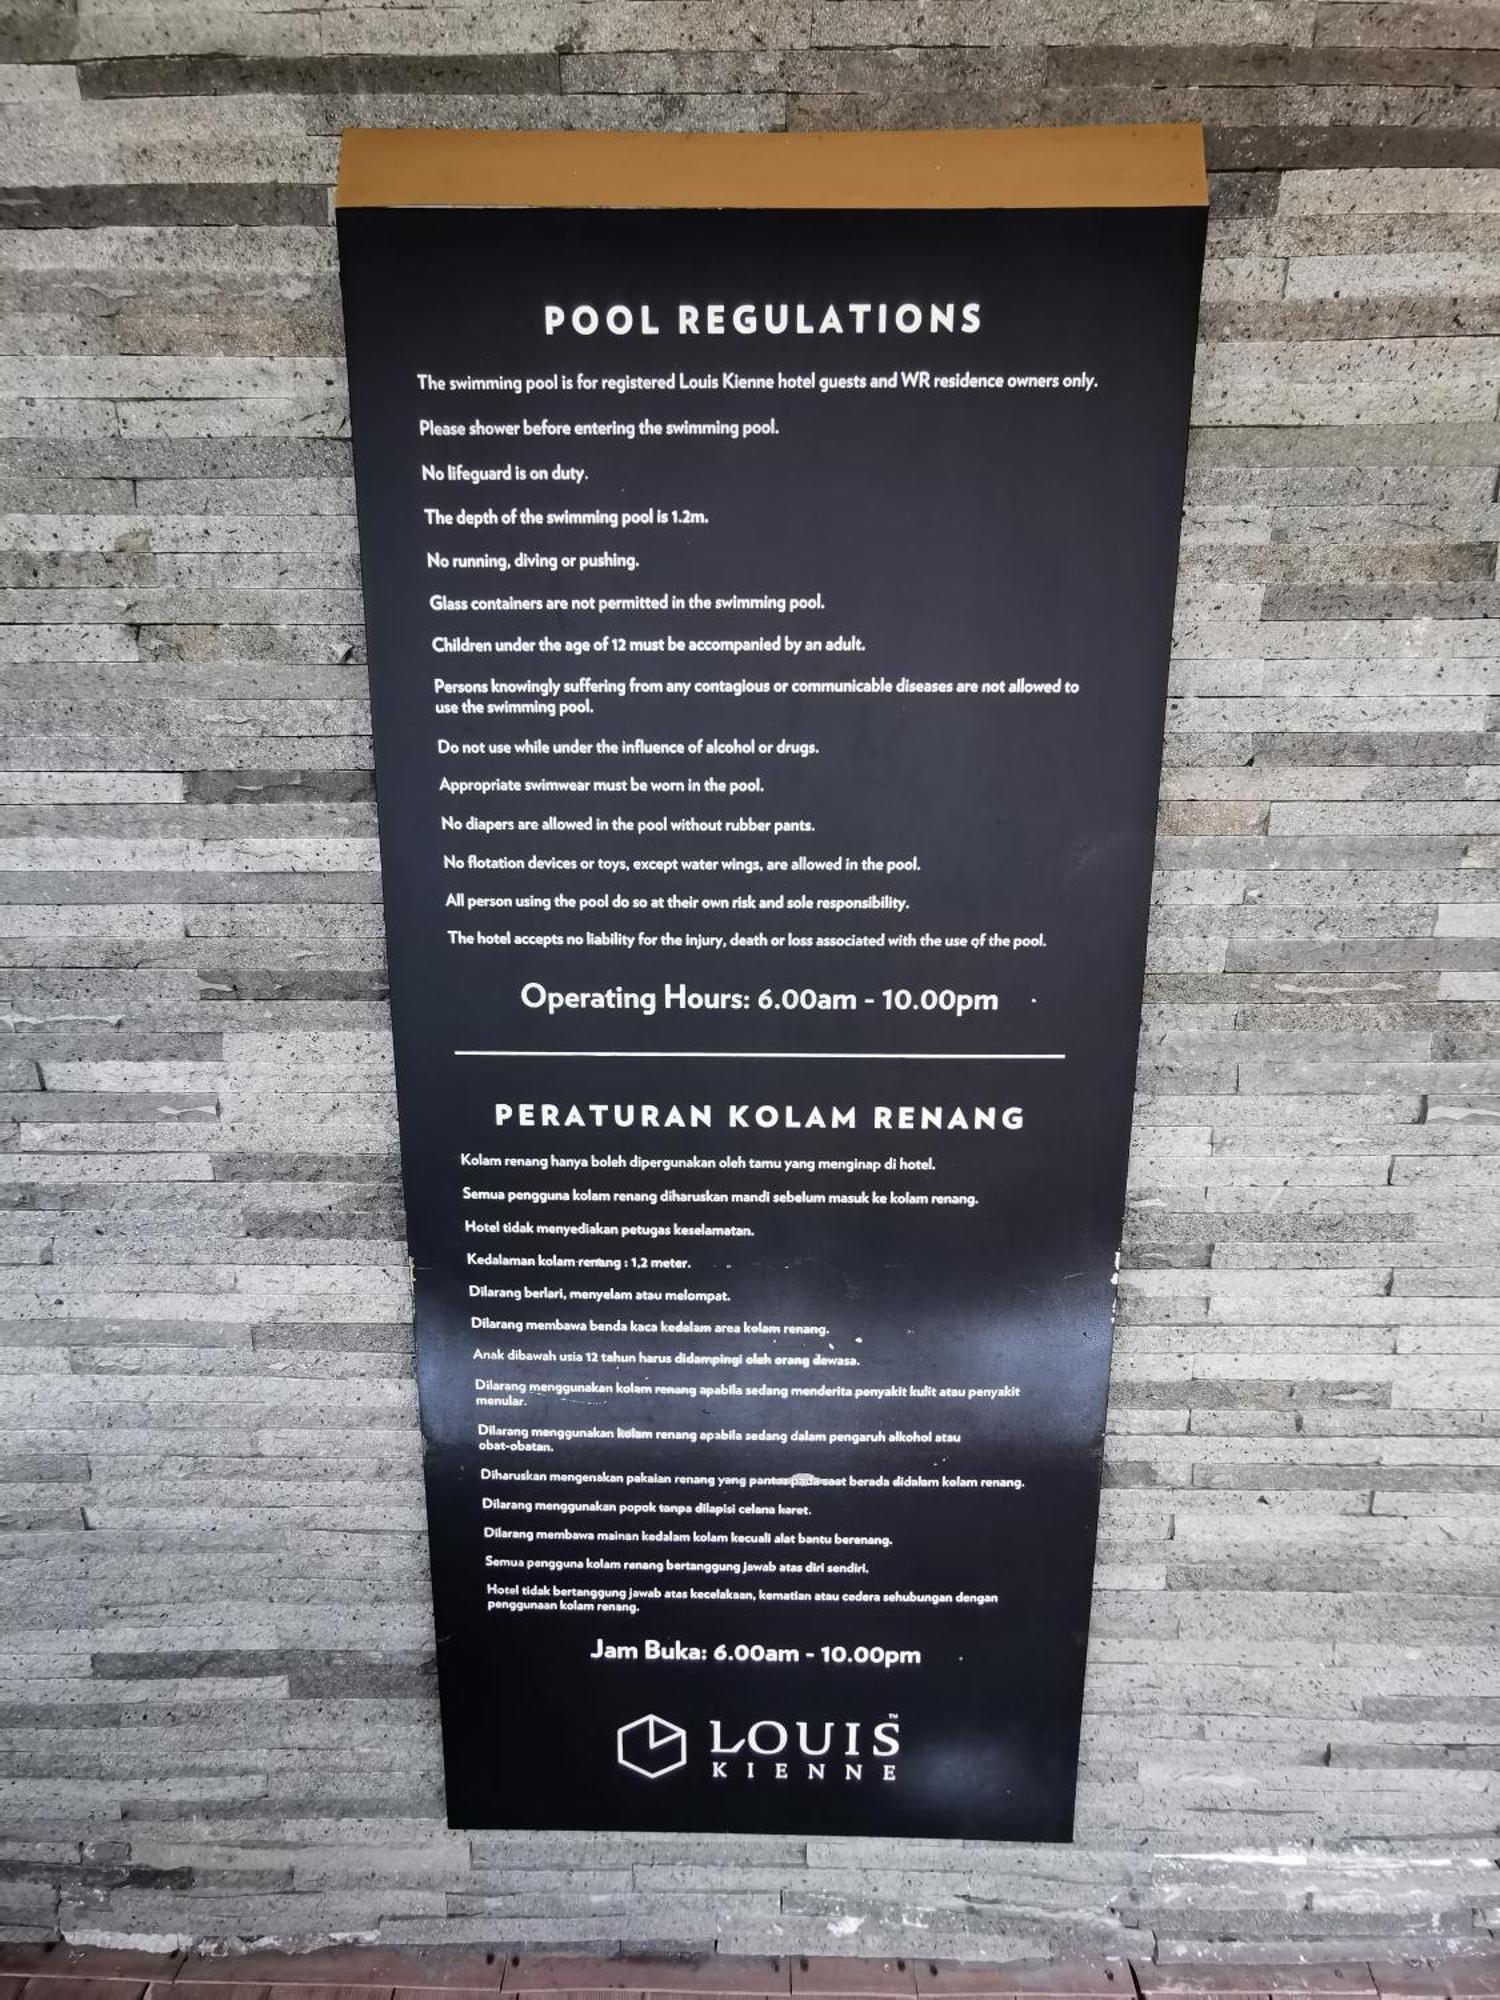 POOL REGULATIONS
The swimming pool is for registered Louis Kienne hotel guests and WR residence owners only.
Please shower before entering the swimming pool.
No lifeguard is on duty.
The depth of the swimming pool is 1.2m.
No running, diving or pushing.
Glass containers are not permitted in the swimming pool.
Children under the age of 12 must be accompanied by an adult.
Persons knowingly suffering from any contagious or communicable diseases are not allowed to
use the swimming pool.
Do not use while under the influence of alcohol or drugs.
Appropriate swimwear must be worn in the pool.
No diapers are allowed in the pool without rubber pants.
No flotation devices or toys, except water wings, are allowed in the pool.
All person using the pool do so at their own risk and sole responsibility.
The hotel accepts no liability for the injury, death or loss associated with the use of the pool.
Operating Hours: 6.00am - 10.00pm
PERATURAN KOLAM RENANG
Kolam renang hanya boleh dipergunakan oleh tamu yang menginap di hotel.
Semua pengguna kolam renang diharuskan mandi sebelum masuk ke kolam renang.
Hotel tidak menyediakan petugas keselamatan.
Kedalaman kolam renang : 1,2 meter.
Dilarang berlari, menyelam atau melompat.
Dilarang membawa benda kaca kedalam area kolam renang.
Anak dibawah usia 12 tahun harus didampingi oleh orang dewasa.
Dilarang menggunakan kolam renang apabila sedang menderita penyakit kulit atau penyakit
menular.
Dilarang menggunakan kolam renang apabila sedang dalam pengaruh alkohol atau
obat-obatan.
Diharuskan mengenakan pakaian renang yang pantas pada saat berada didalam kolam renang.
Dilarang menggunakan popok tanpa dilapisi celana karet.
Dilarang membawa mainan kedalam kolam kecuali alat bantu berenang.
Semua pengguna kolam renang bertanggung jawab atas diri sendiri.
Hotel tidak bertanggung jawab atas kecelakaan, kematian atau cedera sehubungan dengan
penggunaan kolam renang.
Jam Buka: 6.00am - 10.00pm
LOUIS™
KIENNE